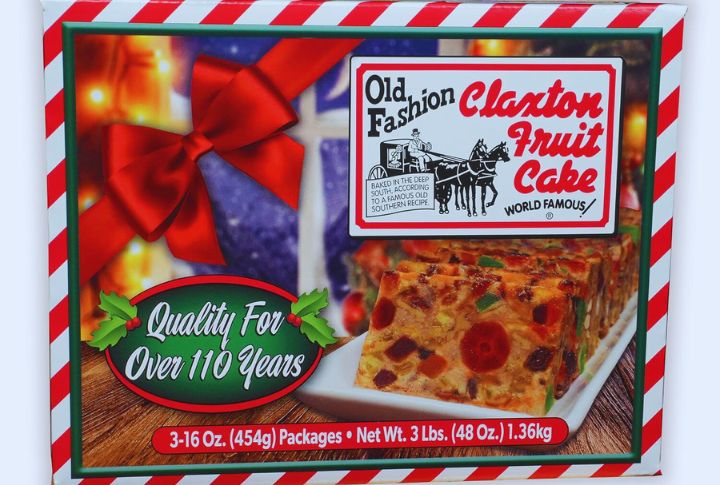 Old
Fashion
Claxton
Fruit
Cake
BAKED IN THE DEEP
SOUTH, ACCORDING
TO A FAMOUS OLD
SOUTHERN RECIPE
WORLD FAMOUS!
®
Quality For
Over 110 Years
3-16 Oz. (454g) Packages • Net Wt. 3 Lbs. (48 Oz.) 1.36kg